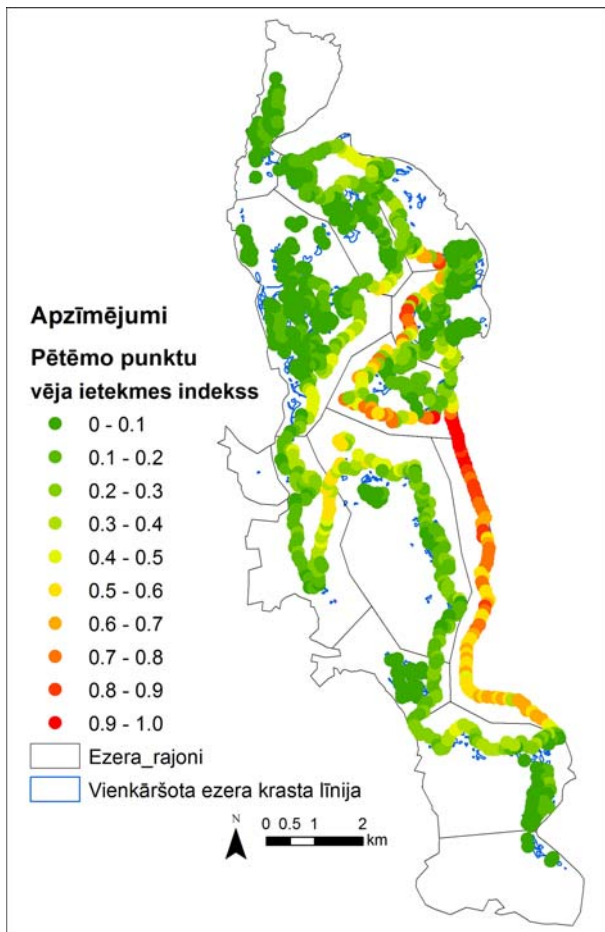 Apzīmējumi
Pētēmo punktu
vēja ietekmes indekss
0 - 0.1
0.1 - 0.2
0.2 - 0.3
0.3 - 0.4
0.4 - 0.5
0.5 - 0.6
0.6 - 0.7
0.7 - 0.8
0.8 - 0.9
0.9 - 1.0
Ezera_rajoni
Vienkāršota ezera krasta līnija
N
0 0.5 1 2
km